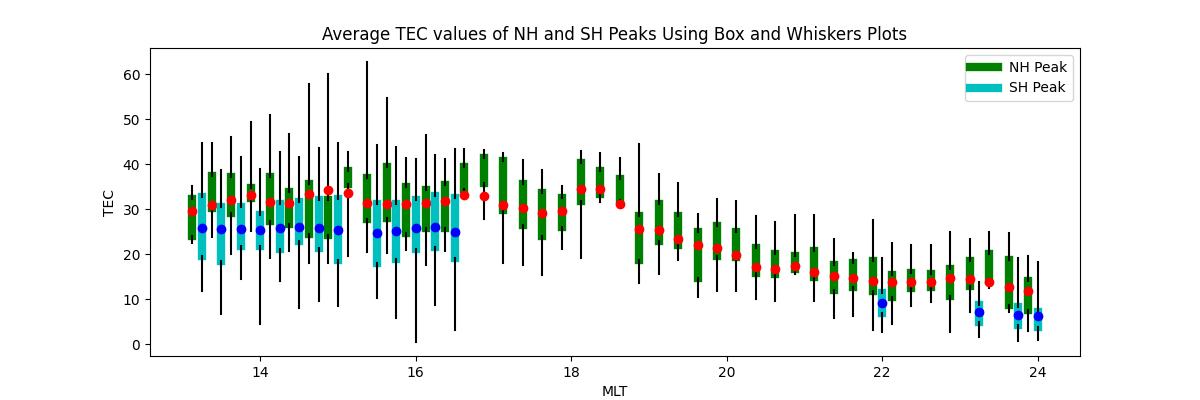 Average TEC values of NH and SH Peaks Using Box and Whiskers Plots
NH Peak
SH Peak
TEC
60
50
40
30
20
10
0
14 16 18 20 22 24
MLT